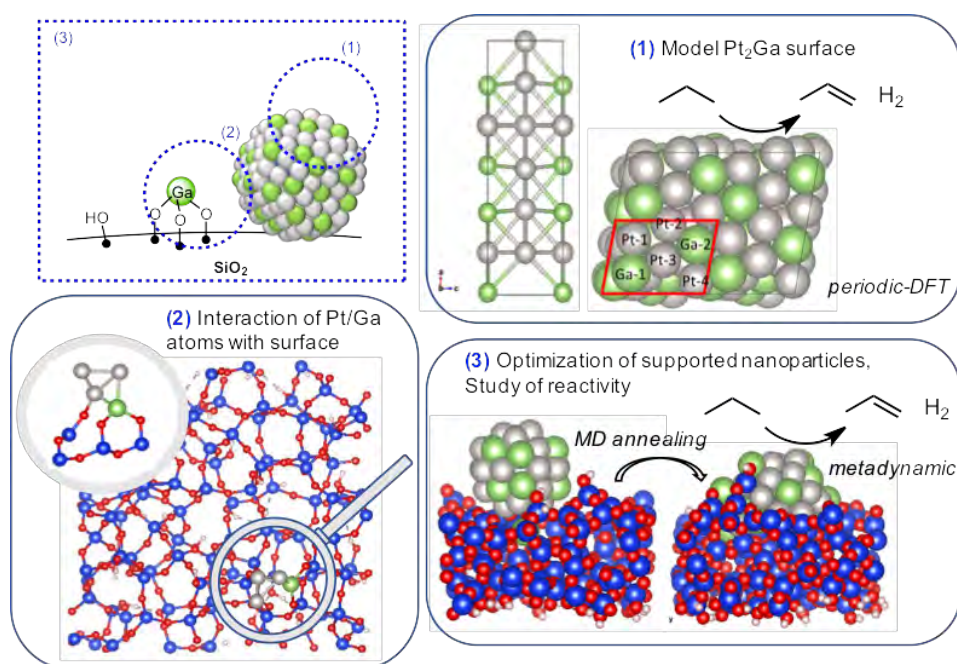 (3)
(1)
(2)
Ga
HO
O
O
O
SiO₂
(1) Model Pt₂Ga surface
H₂
Pt-2
Pt-1
Ga-2
Pt-3
Ga-1
Pt-4
periodic-DFT
(2) Interaction of Pt/Ga
atoms with surface
(3) Optimization of supported nanoparticles,
Study of reactivity
H₂
MD annealing
metadynamic